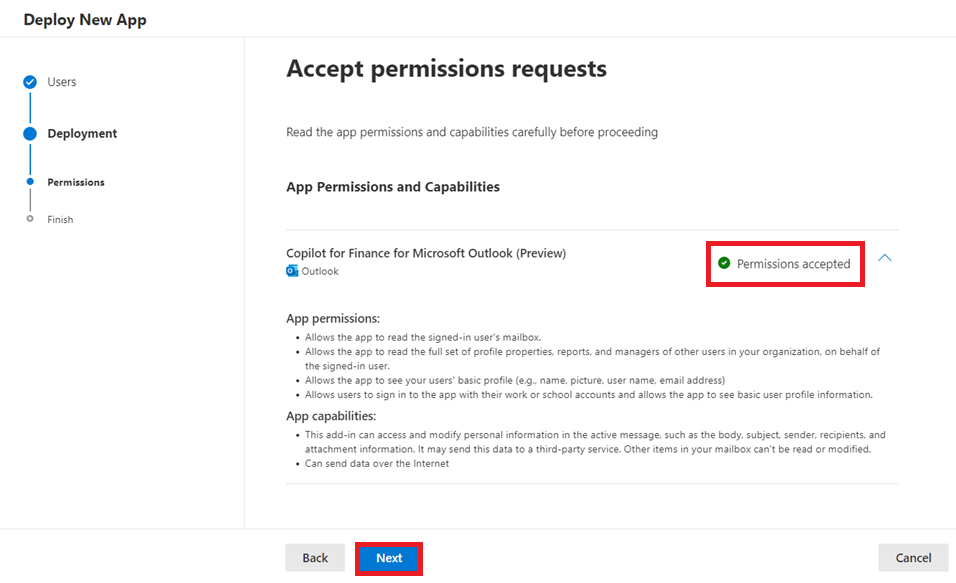 Deploy New App
Users
Deployment
Permissions
Finish
Accept permissions requests
Read the app permissions and capabilities carefully before proceeding
App Permissions and Capabilities
Copilot for Finance for Microsoft Outlook (Preview)
Outlook
Permissions accepted
App permissions:
• Allows the app to read the signed-in user's mailbox.
• Allows the app to read the full set of profile properties, reports, and managers of other users in your organization, on behalf of
the signed-in user.
• Allows the app to see your users' basic profile (e.g., name, picture, user name, email address)
• Allows users to sign in to the app with their work or school accounts and allows the app to see basic user profile information.
App capabilities:
• This add-in can access and modify personal information in the active message, such as the body, subject, sender, recipients, and
attachment information. It may send this data to a third-party service. Other items in your mailbox can't be read or modified.
• Can send data over the Internet
Back
Next
Cancel